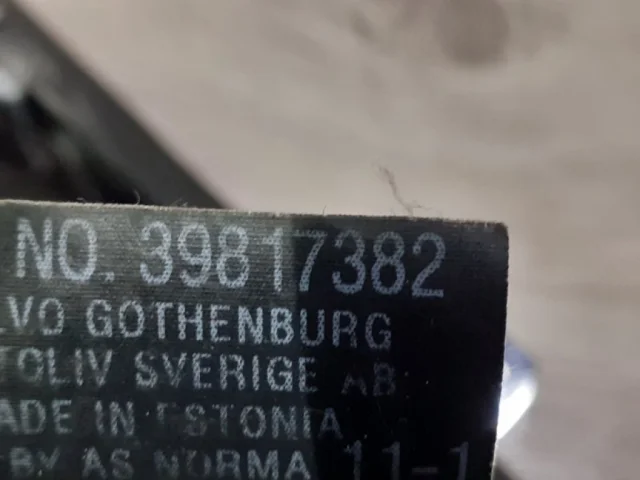 NO. 39817382
LVO GOTHENBURG
TOLIV SVERIGE AB
ADE IN ESTONIA
BY AS NORMA 11-1